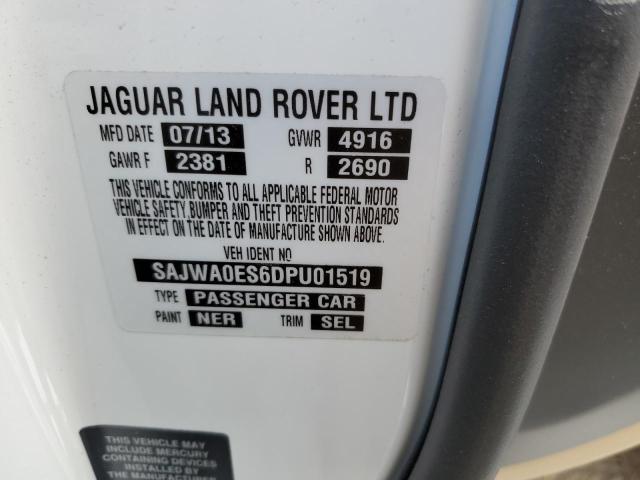 JAGUAR LAND ROVER LTD
MFD DATE 07/13 GVWR 4916
GAWR F 2381 R 2690
THIS VEHICLE CONFORMS TO ALL APPLICABLE FEDERAL MOTOR
VEHICLE SAFETY BUMPER AND THEFT PREVENTION STANDARDS
IN EFFECT ON THE DATE OF MANUFACTURE SHOWN ABOVE.
VEH IDENT NO
SAJWA0ES6DPU01519
TYPE PASSENGER CAR
PAINT NER TRIM SEL
THIS VEHICLE MAY
INCLUDE MERCURY
CONTAINING DEVICES
INSTALLED BY
THE MANUFACTURER